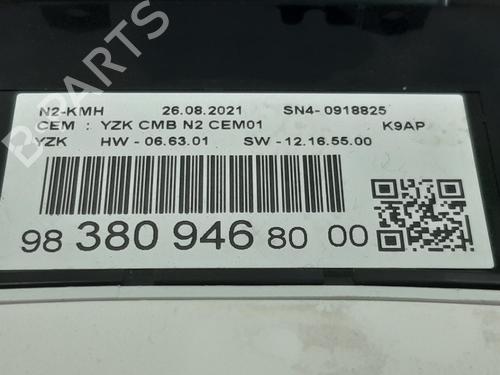 N2-KMH 26.08.2021 SN4- 0918825
CEM : YZK CMB N2 CEM01 K9AP
YZK HW - 06.63.01 SW - 12.16.55.00
98 380 946 80 00